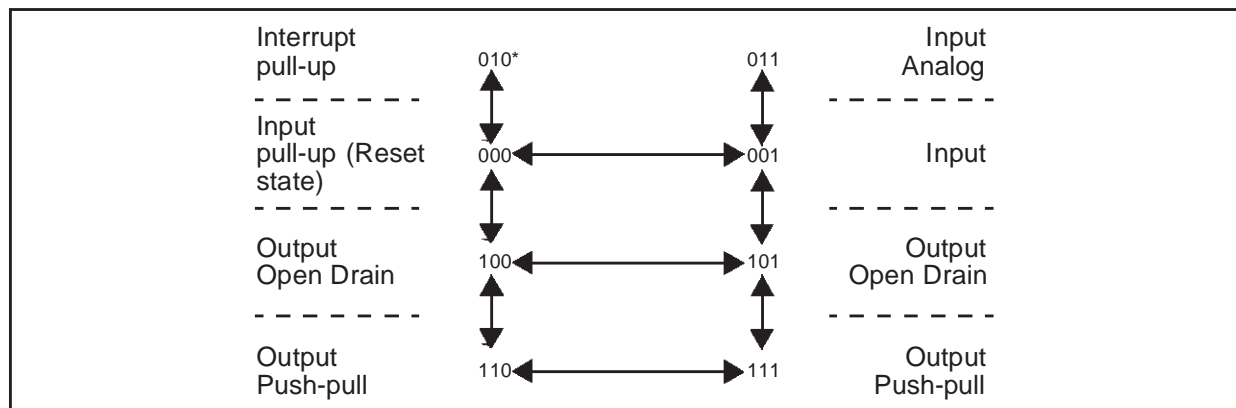 Interrupt
pull-up
010*
011
Input
Analog
Input
pull-up (Reset
state)
000
001
Input
Output
Open Drain
100
101
Output
Open Drain
Output
Push-pull
110
111
Output
Push-pull